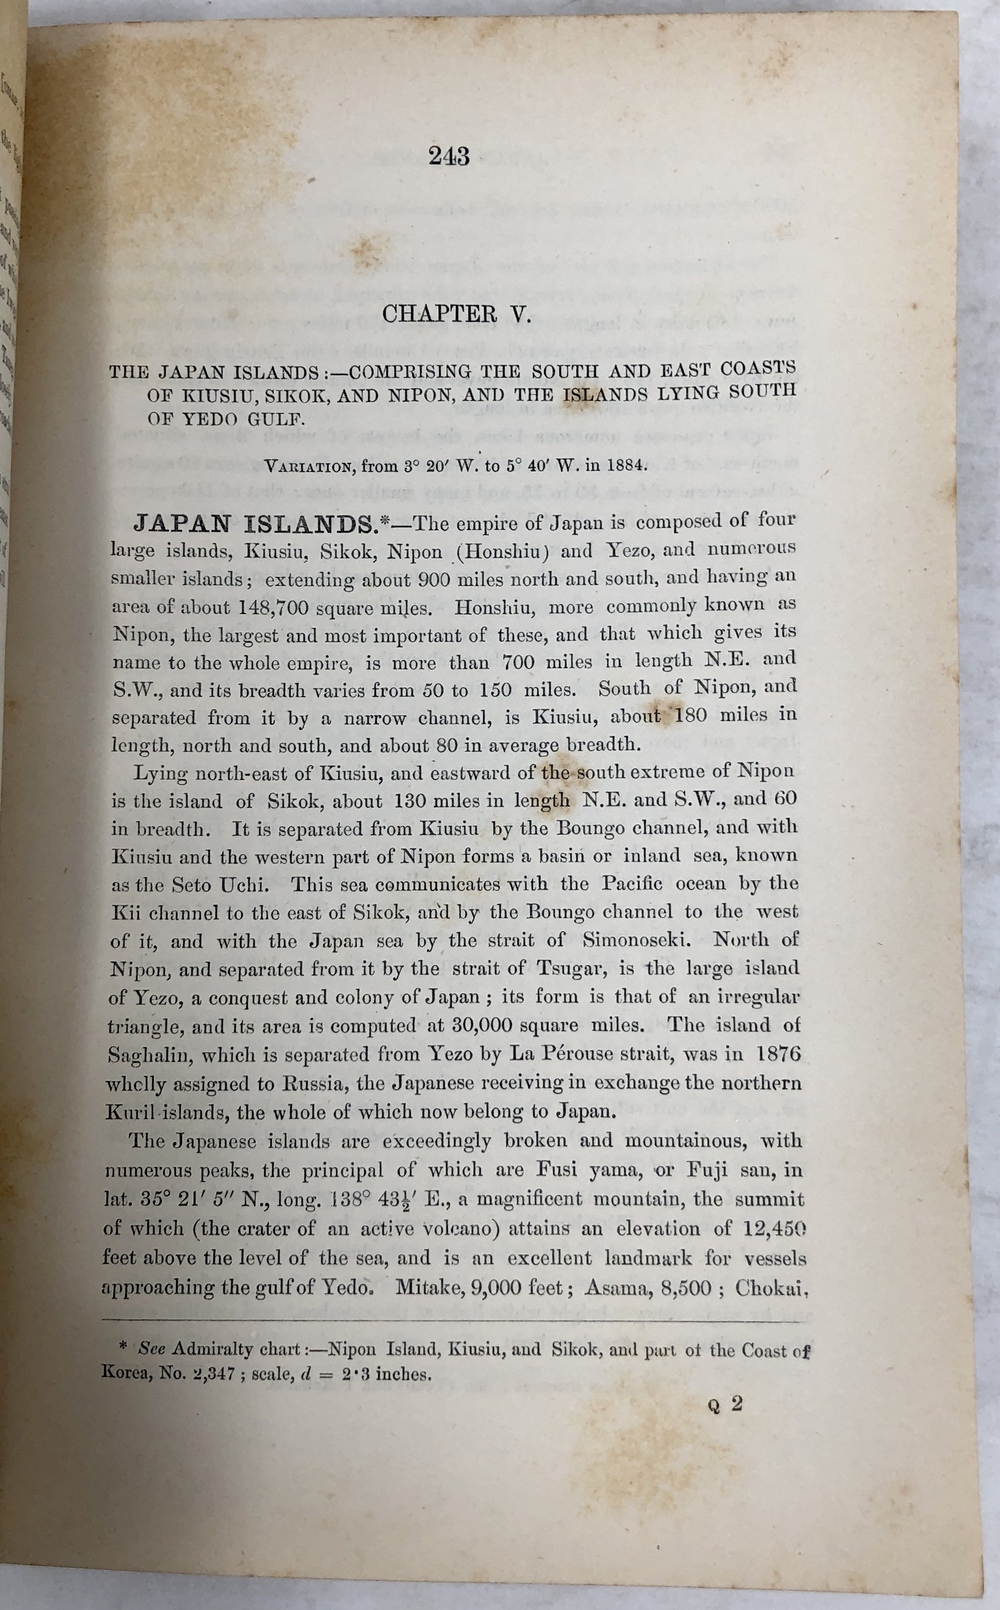 243
CHAPTER V.
THE JAPAN ISLANDS:—COMPRISING THE SOUTH AND EAST COASTS
OF KIUSIU, SIKOK, AND NIPON, AND THE ISLANDS LYING SOUTH
OF YEDO GULF.
VARIATION, from 3° 20′ W. to 5° 40′ W. in 1884.
JAPAN ISLANDS.*—The empire of Japan is composed of four
large islands, Kiusiu, Sikok, Nipon (Honshiu) and Yezo, and numerous
smaller islands; extending about 900 miles north and south, and having an
area of about 148,700 square miles. Honshiu, more commonly known as
Nipon, the largest and most important of these, and that which gives its
name to the whole empire, is more than 700 miles in length N.E. and
S.W., and its breadth varies from 50 to 150 miles. South of Nipon, and
separated from it by a narrow channel, is Kiusiu, about 180 miles in
length, north and south, and about 80 in average breadth.
Lying north-east of Kiusiu, and eastward of the south extreme of Nipon
is the island of Sikok, about 130 miles in length N.E. and S.W., and 60
in breadth. It is separated from Kiusiu by the Boungo channel, and with
Kiusiu and the western part of Nipon forms a basin or inland sea, known
as the Seto Uchi. This sea communicates with the Pacific ocean by the
Kii channel to the east of Sikok, and by the Boungo channel to the west
of it, and with the Japan sea by the strait of Simonoseki. North of
Nipon, and separated from it by the strait of Tsugar, is the large island
of Yezo, a conquest and colony of Japan; its form is that of an irregular
triangle, and its area is computed at 30,000 square miles. The island of
Saghalin, which is separated from Yezo by La Pérouse strait, was in 1876
wholly assigned to Russia, the Japanese receiving in exchange the northern
Kuril islands, the whole of which now belong to Japan.
The Japanese islands are exceedingly broken and mountainous, with
numerous peaks, the principal of which are Fusi yama, or Fuji san, in
lat. 35° 21′ 5″ N., long. 138° 43½′ E., a magnificent mountain, the summit
of which (the crater of an active volcano) attains an elevation of 12,450
feet above the level of the sea, and is an excellent landmark for vessels
approaching the gulf of Yedo. Mitake, 9,000 feet; Asama, 8,500; Chokai,
* See Admiralty chart:—Nipon Island, Kiusiu, and Sikok, and part of the Coast of
Korea, No. 2,347; scale, d = 2·3 inches.
Q 2